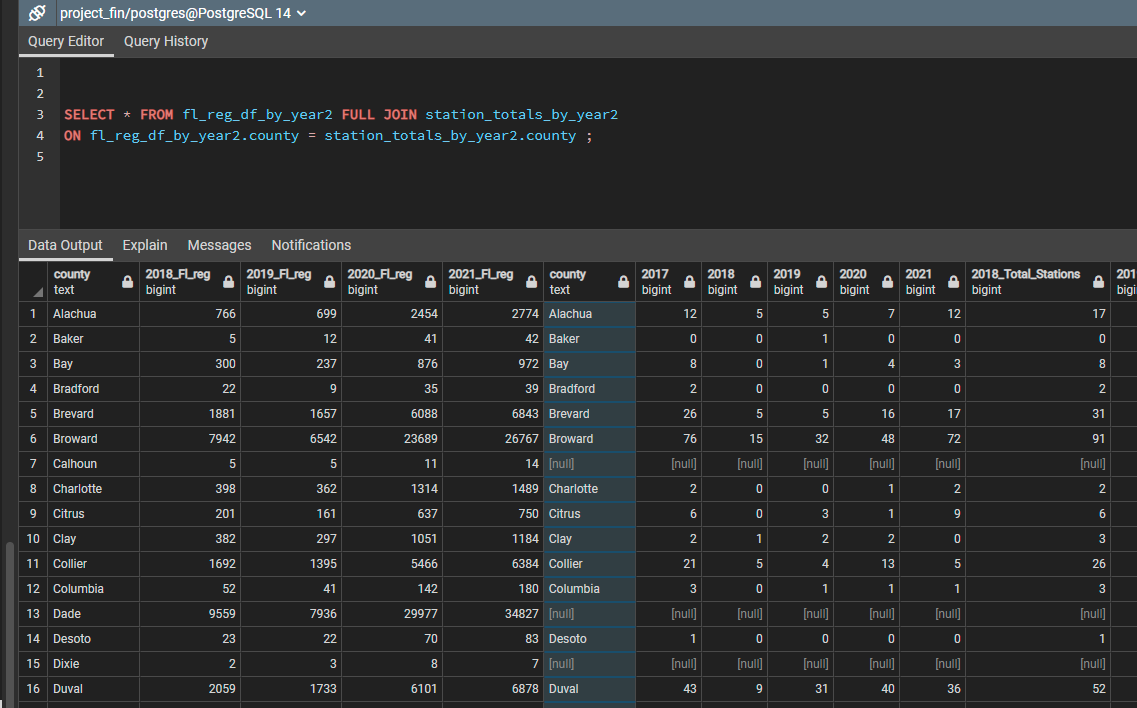 project_fin/postgres@PostgreSQL 14
Query Editor Query History
1
2
3 SELECT * FROM fl_reg_df_by_year2 FULL JOIN station_totals_by_year2
4 ON fl_reg_df_by_year2.county = station_totals_by_year2.county ;
5
Data Output Explain Messages Notifications
county 2018_Fl_reg 2019_Fl_reg 2020_Fl_reg 2021_Fl_reg county 2017 2018 2019 2020 2021 2018_Total_Stations 201
text bigint bigint bigint bigint text bigint bigint bigint bigint bigint bigint bigi
1 Alachua 766 699 2454 2774 Alachua 12 5 5 7 12 17
2 Baker 5 12 41 42 Baker 0 0 1 0 0 0
3 Bay 300 237 876 972 Bay 8 0 1 4 3 8
4 Bradford 22 9 35 39 Bradford 2 0 0 0 0 2
5 Brevard 1881 1657 6088 6843 Brevard 26 5 5 16 17 31
6 Broward 7942 6542 23689 26767 Broward 76 15 32 48 72 91
7 Calhoun 5 5 11 14 [null] [null] [null] [null] [null] [null] [null]
8 Charlotte 398 362 1314 1489 Charlotte 2 0 0 1 2 2
9 Citrus 201 161 637 750 Citrus 6 0 3 1 9 6
10 Clay 382 297 1051 1184 Clay 2 1 2 2 0 3
11 Collier 1692 1395 5466 6384 Collier 21 5 4 13 5 26
12 Columbia 52 41 142 180 Columbia 3 0 1 1 1 3
13 Dade 9559 7936 29977 34827 [null] [null] [null] [null] [null] [null] [null]
14 Desoto 23 22 70 83 Desoto 1 0 0 0 0 1
15 Dixie 2 3 8 7 [null] [null] [null] [null] [null] [null] [null]
16 Duval 2059 1733 6101 6878 Duval 43 9 31 40 36 52